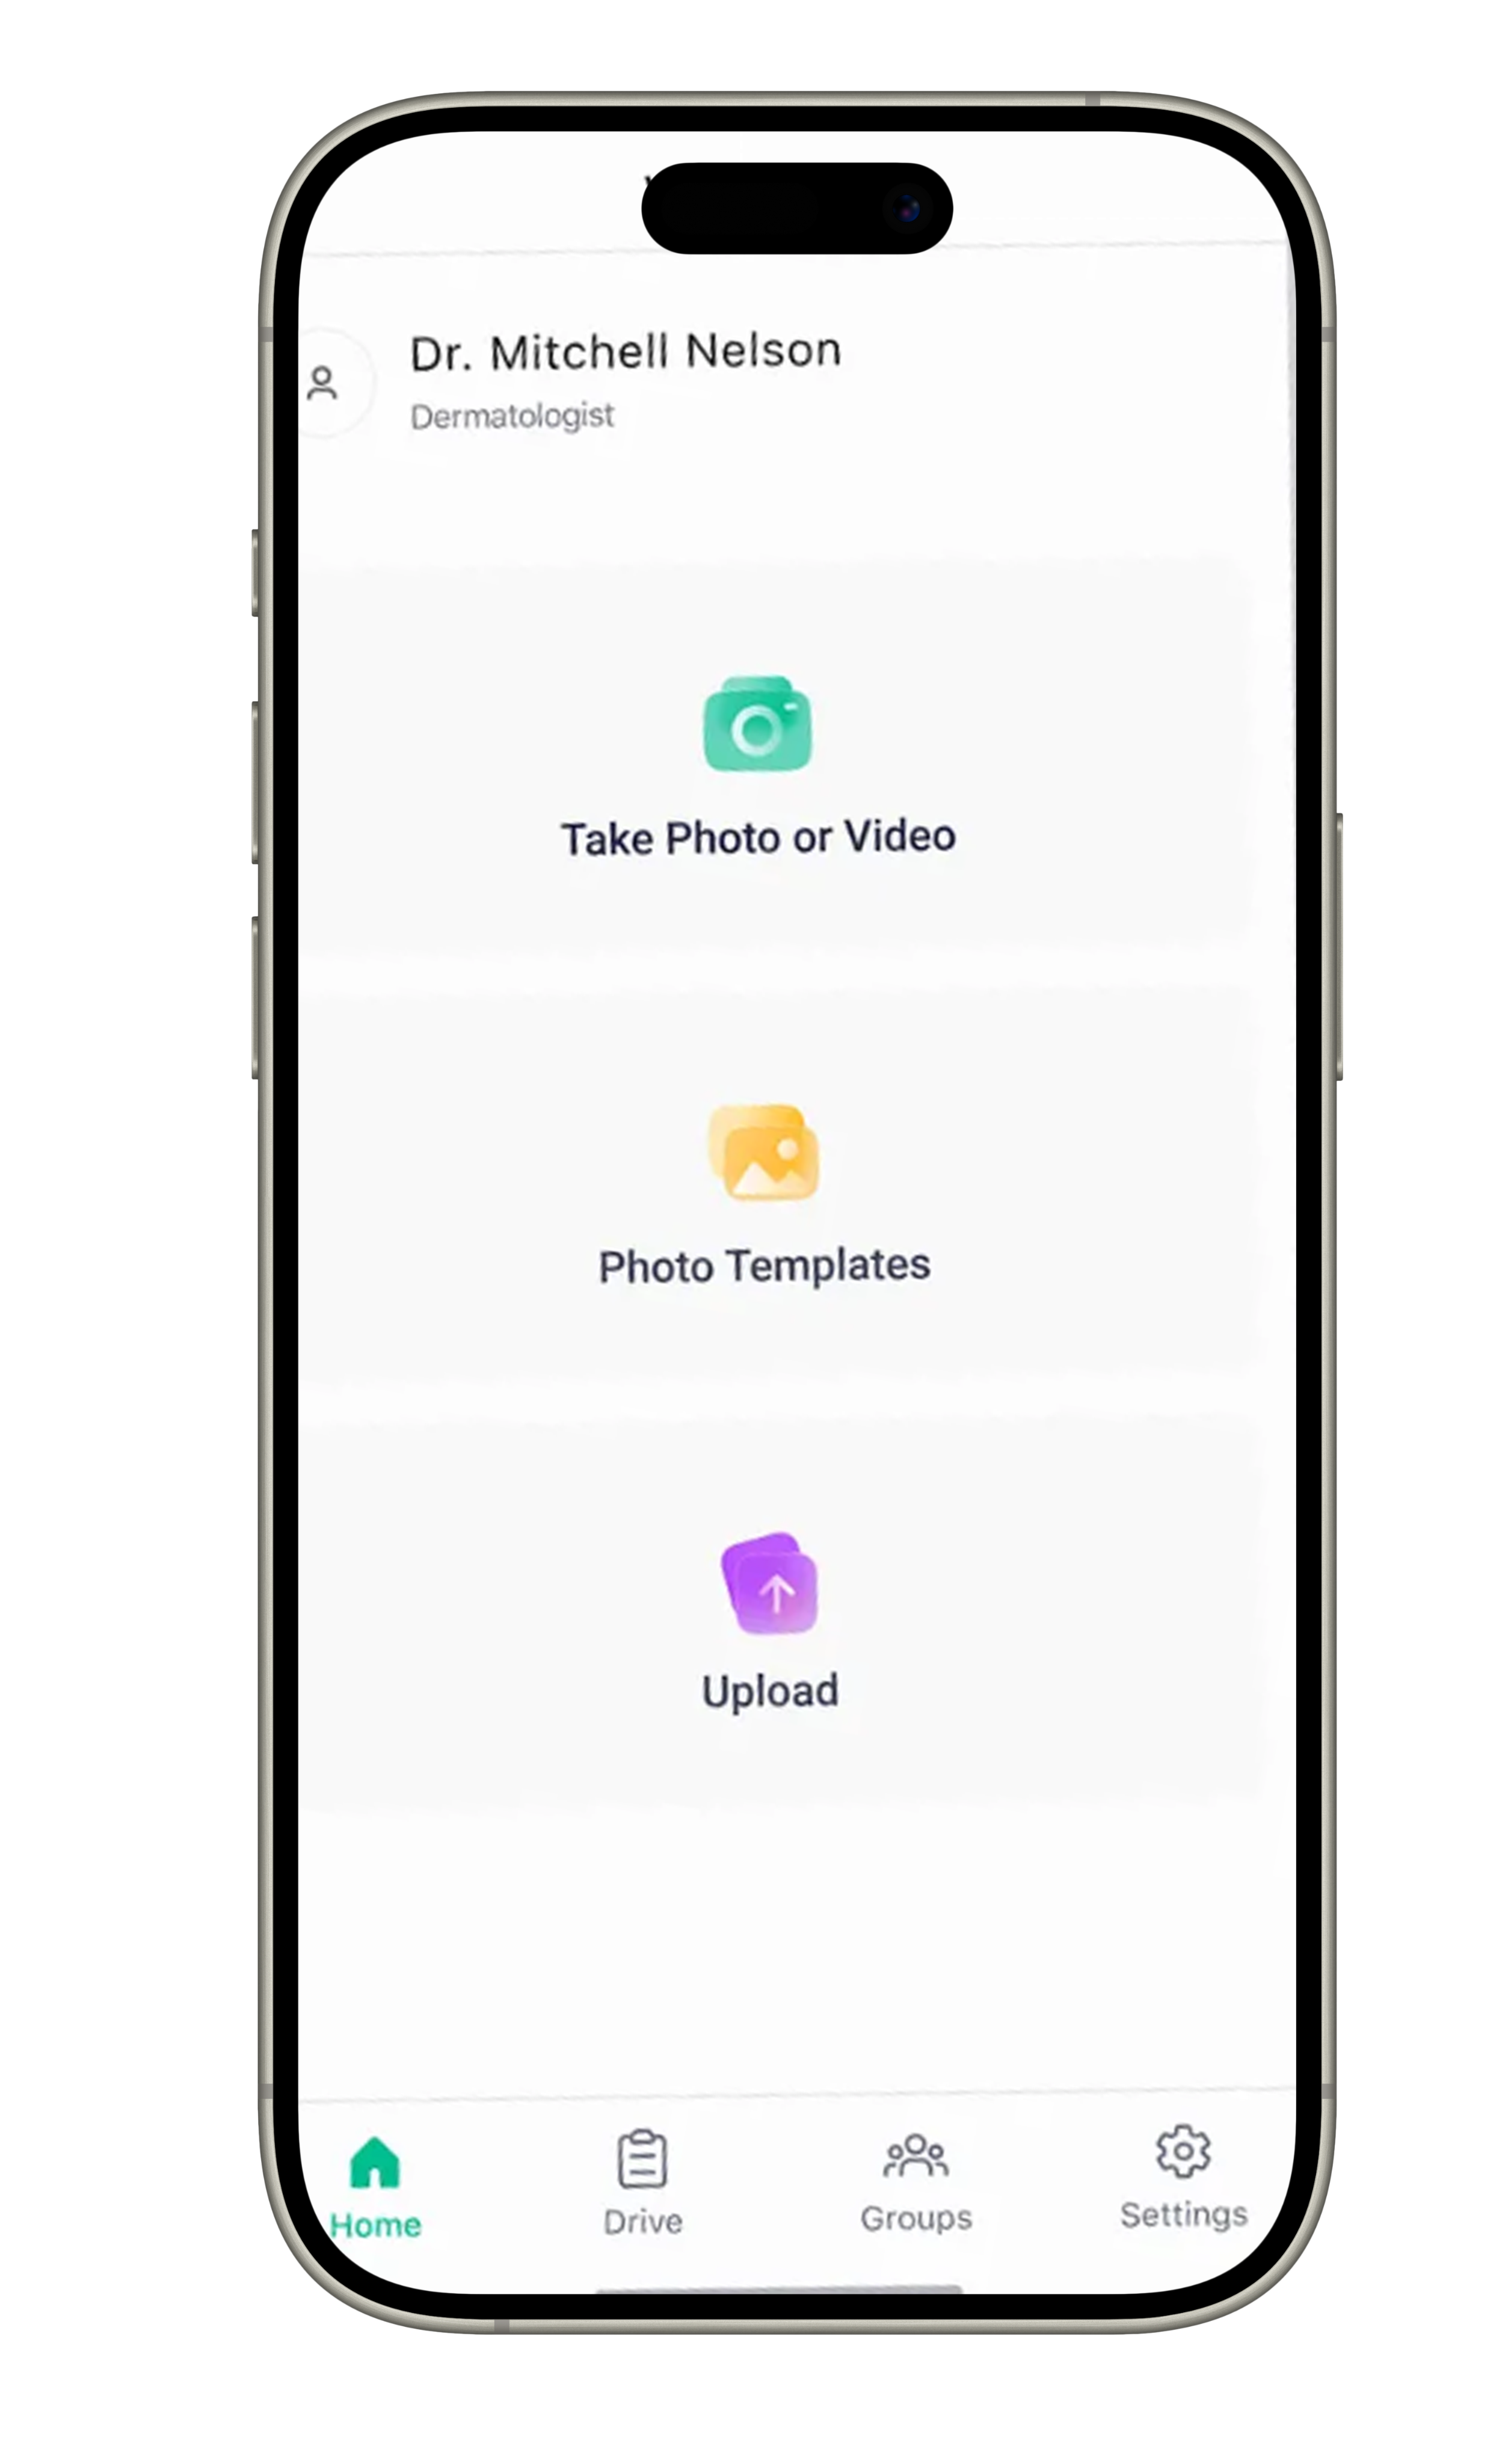 Dr. Mitchell Nelson
Dermatologist
Take Photo or Video
Photo Templates
Upload
Home
Drive
Groups
Settings